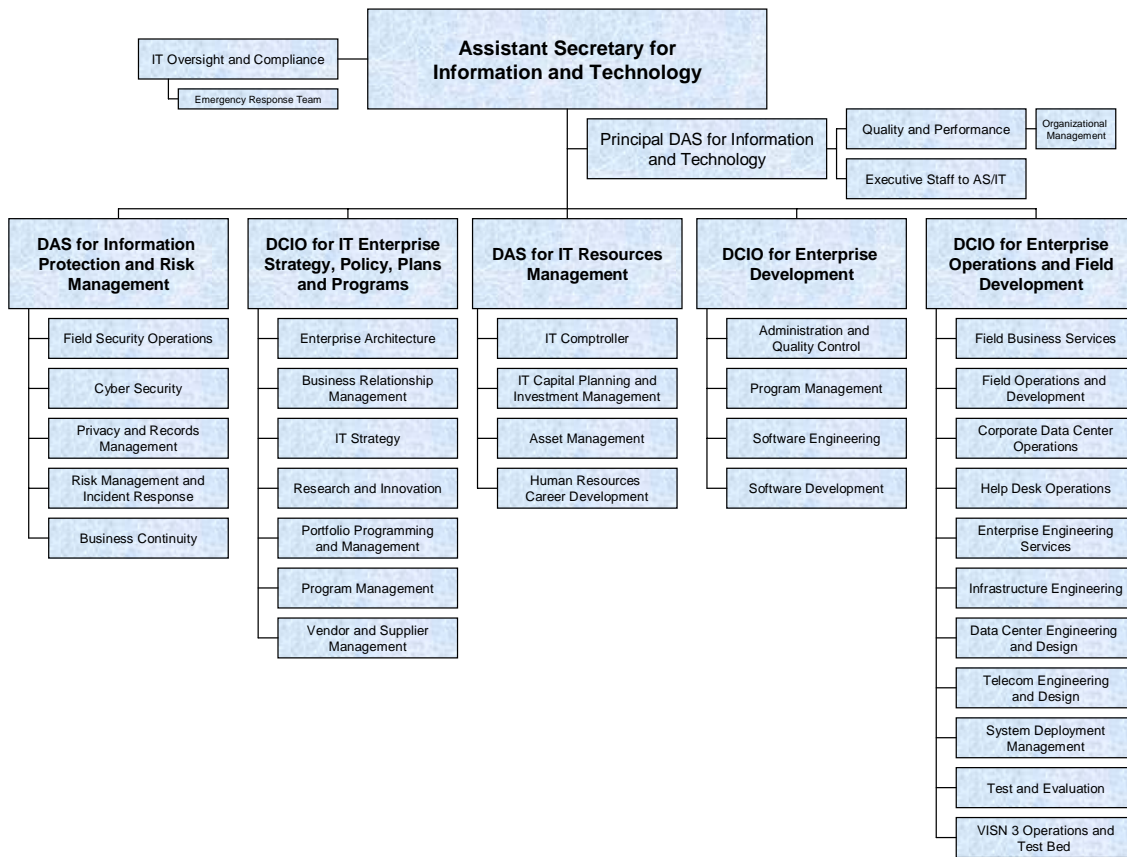 Assistant Secretary for
Information and Technology
IT Oversight and Compliance
Emergency Response Team
Principal DAS for Information
and Technology
Quality and Performance
Organizational
Management
Executive Staff to AS/IT
DAS for Information
Protection and Risk
Management
Field Security Operations
Cyber Security
Privacy and Records
Management
Risk Management and
Incident Response
Business Continuity
DCIO for IT Enterprise
Strategy, Policy, Plans
and Programs
Enterprise Architecture
Business Relationship
Management
IT Strategy
Research and Innovation
Portfolio Programming
and Management
Program Management
Vendor and Supplier
Management
DAS for IT Resources
Management
IT Comptroller
IT Capital Planning and
Investment Management
Asset Management
Human Resources
Career Development
DCIO for Enterprise
Development
Administration and
Quality Control
Program Management
Software Engineering
Software Development
DCIO for Enterprise
Operations and Field
Development
Field Business Services
Field Operations and
Development
Corporate Data Center
Operations
Help Desk Operations
Enterprise Engineering
Services
Infrastructure Engineering
Data Center Engineering
and Design
Telecom Engineering
and Design
System Deployment
Management
Test and Evaluation
VISN 3 Operations and
Test Bed